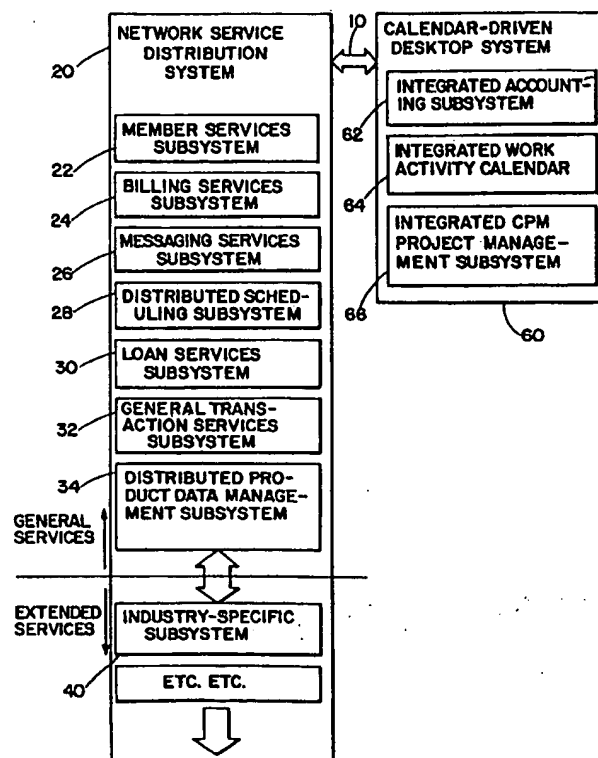 10
20
NETWORK SERVICE
DISTRIBUTION
SYSTEM
22
MEMBER SERVICES
SUBSYSTEM
24
BILLING SERVICES
SUBSYSTEM
26
MESSAGING SERVICES
SUBSYSTEM
28
DISTRIBUTED SCHED-
ULING SUBSYSTEM
30
LOAN SERVICES
SUBSYSTEM
32
GENERAL TRANS-
ACTION SERVICES
SUBSYSTEM
34
DISTRIBUTED PRO-
DUCT DATA MANAGE-
MENT SUBSYSTEM
GENERAL
SERVICES
EXTENDED
SERVICES
INDUSTRY-SPECIFIC
SUBSYSTEM
40
ETC. ETC.
CALENDAR-DRIVEN
DESKTOP SYSTEM
INTEGRATED ACCOUNT-
ING SUBSYSTEM
62
INTEGRATED WORK
ACTIVITY CALENDAR
64
INTEGRATED CPM
PROJECT MANAGE-
MENT SUBSYSTEM
66
60